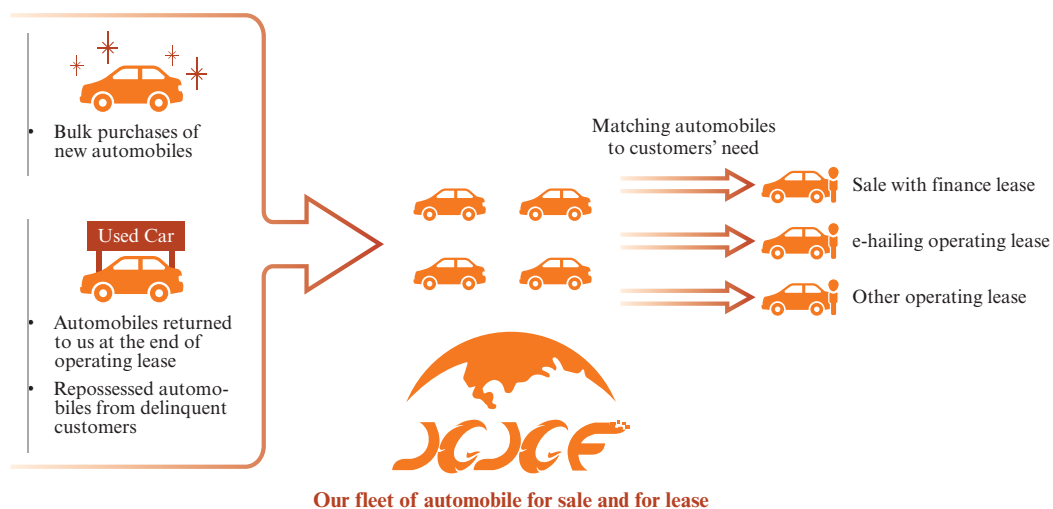 • Bulk purchases of
new automobiles
Used Car
• Automobiles returned
to us at the end of
operating lease
• Repossessed automo-
biles from delinquent
customers
Matching automobiles
to customers’ need
Sale with finance lease
e-hailing operating lease
Other operating lease
JCJCF
Our fleet of automobile for sale and for lease